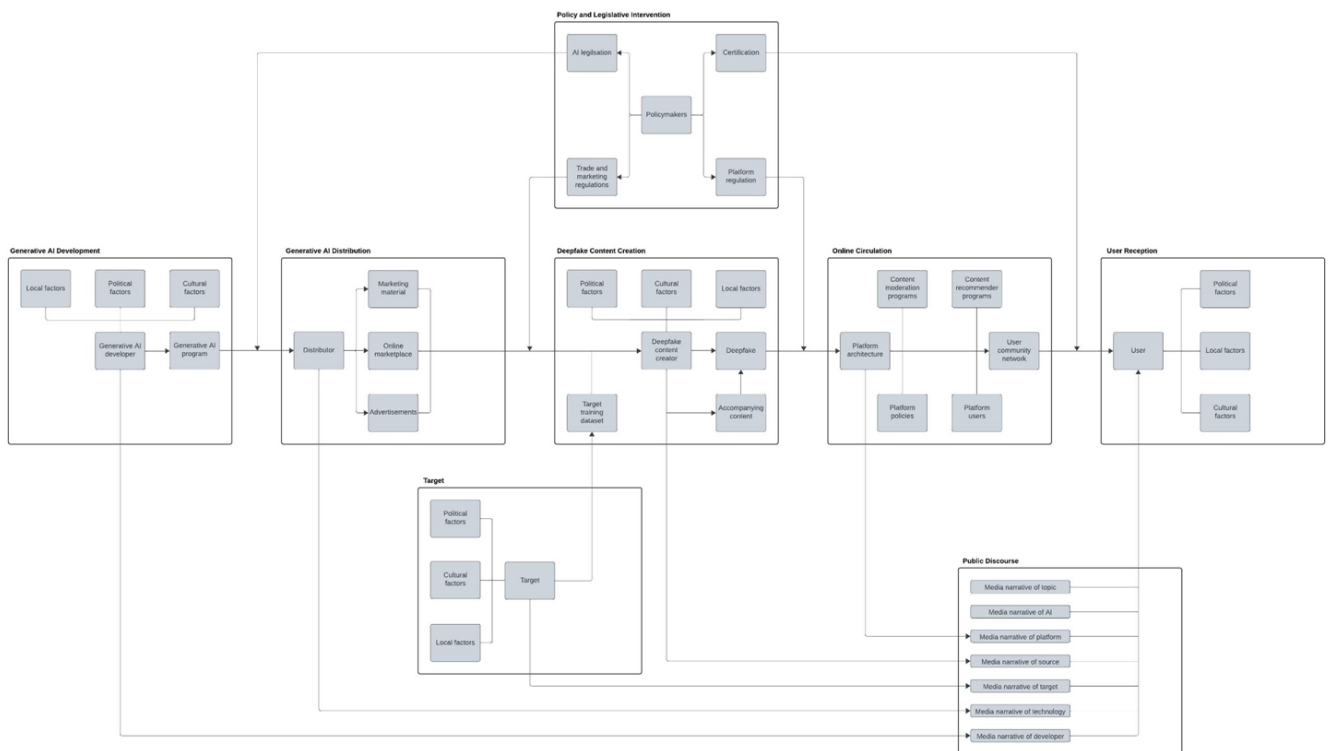 Policy and Legislative Intervention
AI legilsation
Certification
Policymakers
Trade and
marketing
regulations
Platform
regulation
Generative AI Development
Local factors
Political
factors
Cultural
factors
Generative AI
developer
Generative AI
program
Generative AI Distribution
Marketing
material
Distributor
Online
marketplace
Advertisements
Deepfake Content Creation
Political
factors
Cultural
factors
Local factors
Deepfake
content
creator
Deepfake
Target
training
dataset
Accompanying
content
Online Circulation
Content
moderation
programs
Content
recommender
programs
Platform
architecture
User
community
network
Platform
policies
Platform
users
User Reception
Political
factors
User
Local factors
Cultural
factors
Target
Political
factors
Cultural
factors
Target
Local factors
Public Discourse
Media narrative of topic
Media narrative of AI
Media narrative of platform
Media narrative of source
Media narrative of target
Media narrative of technology
Media narrative of developer